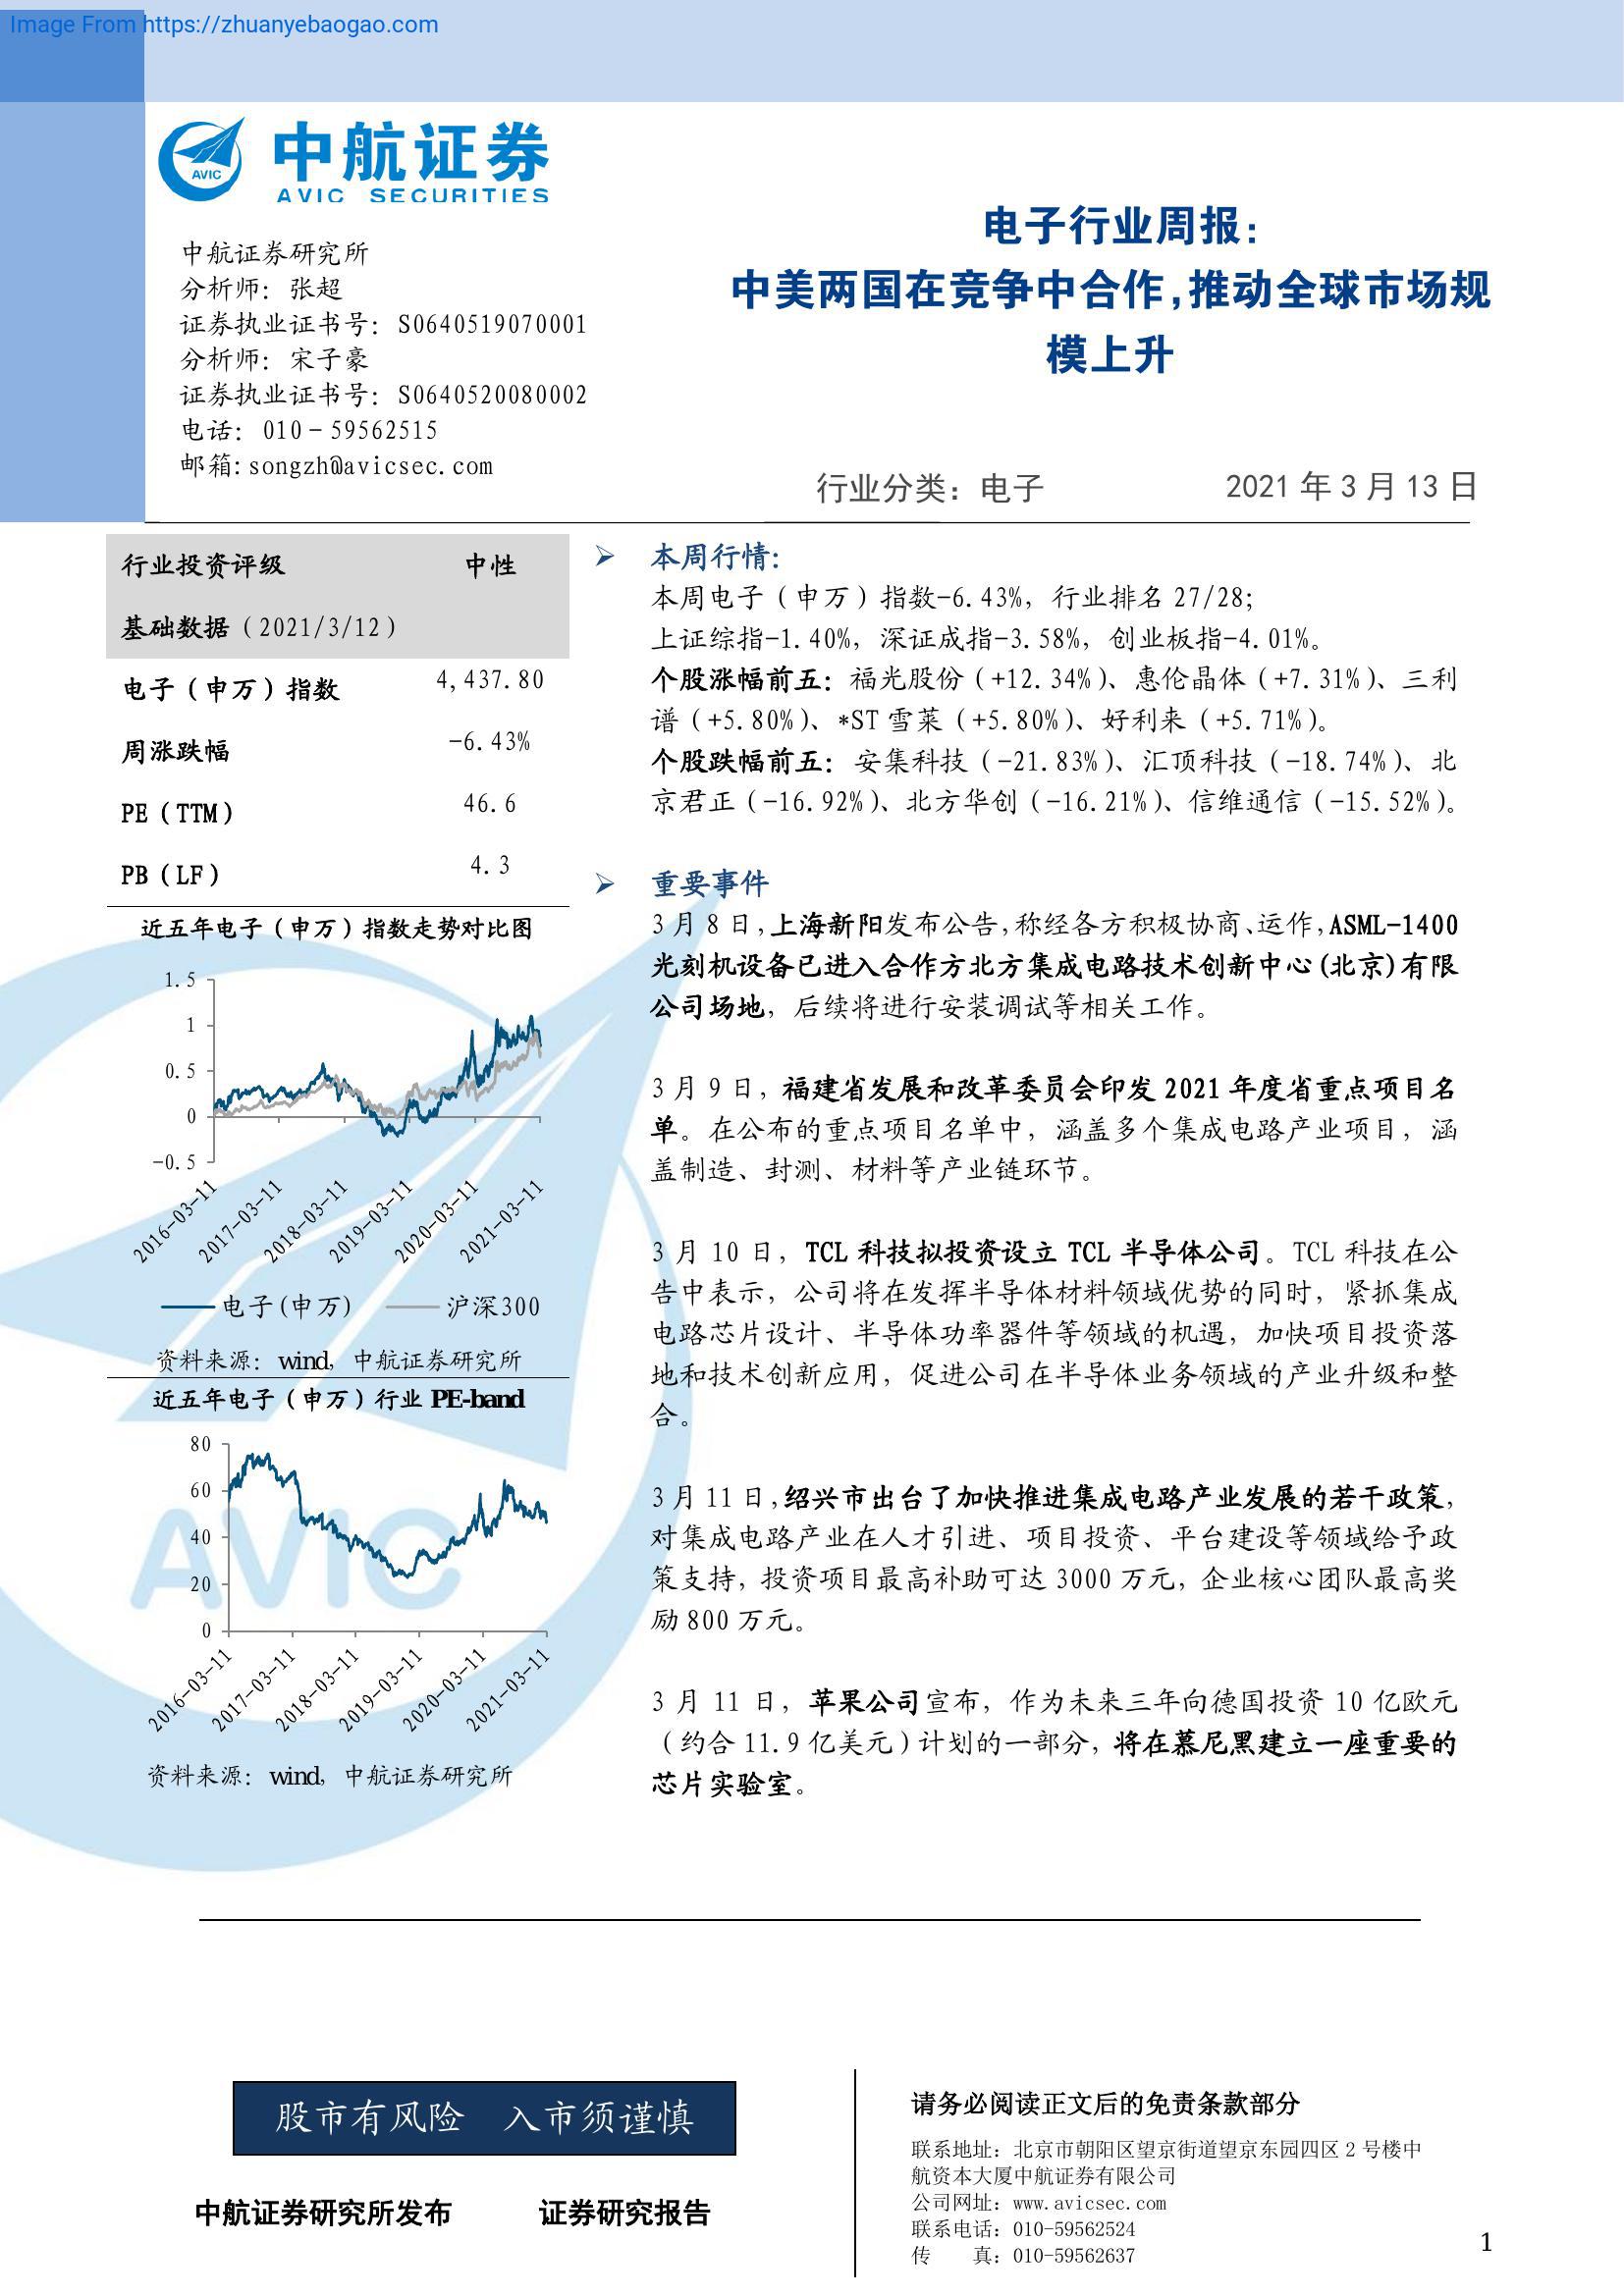 Image From https://zhuanyebaogao.com
AVIC
中航证券
AVIC SECURITIES
中航证券研究所
分析师：张超
证券执业证书号：S0640519070001
分析师：宋子豪
证券执业证书号：S0640520080002
电话：010-59562515
邮箱:songzh@avicsec.com
电子行业周报：
中美两国在竞争中合作,推动全球市场规
模上升
行业分类：电子 2021 年 3 月 13 日
行业投资评级 中性
基础数据（2021/3/12）
电子（申万）指数 4,437.80
周涨跌幅 -6.43%
PE（TTM） 46.6
PB（LF） 4.3
近五年电子（申万）指数走势对比图
1.5
1
0.5
0
-0.5
2016-03-11
2017-03-11
2018-03-11
2019-03-11
2020-03-11
2021-03-11
电子(申万) 沪深300
资料来源：wind，中航证券研究所
近五年电子（申万）行业 PE-band
80
60
40
20
0
2016-03-11
2017-03-11
2018-03-11
2019-03-11
2020-03-11
2021-03-11
资料来源：wind，中航证券研究所
AVIC
本周行情：
本周电子（申万）指数-6.43%，行业排名 27/28；
上证综指-1.40%，深证成指-3.58%，创业板指-4.01%。
个股涨幅前五：福光股份（+12.34%）、惠伦晶体（+7.31%）、三利
谱（+5.80%）、*ST 雪莱（+5.80%）、好利来（+5.71%）。
个股跌幅前五：安集科技（-21.83%）、汇顶科技（-18.74%）、北
京君正（-16.92%）、北方华创（-16.21%）、信维通信（-15.52%）。
重要事件
3 月 8 日,上海新阳发布公告,称经各方积极协商、运作,ASML-1400
光刻机设备已进入合作方北方集成电路技术创新中心(北京)有限
公司场地，后续将进行安装调试等相关工作。
3 月 9 日，福建省发展和改革委员会印发 2021 年度省重点项目名
单。在公布的重点项目名单中，涵盖多个集成电路产业项目，涵
盖制造、封测、材料等产业链环节。
3 月 10 日，TCL 科技拟投资设立 TCL 半导体公司。TCL 科技在公
告中表示，公司将在发挥半导体材料领域优势的同时，紧抓集成
电路芯片设计、半导体功率器件等领域的机遇，加快项目投资落
地和技术创新应用，促进公司在半导体业务领域的产业升级和整
合。
3 月 11 日,绍兴市出台了加快推进集成电路产业发展的若干政策，
对集成电路产业在人才引进、项目投资、平台建设等领域给予政
策支持，投资项目最高补助可达 3000 万元，企业核心团队最高奖
励 800 万元。
3 月 11 日，苹果公司宣布，作为未来三年向德国投资 10 亿欧元
（约合 11.9 亿美元）计划的一部分，将在慕尼黑建立一座重要的
芯片实验室。
股市有风险 入市须谨慎
中航证券研究所发布 证券研究报告
请务必阅读正文后的免责条款部分
联系地址：北京市朝阳区望京街道望京东园四区 2 号楼中
航资本大厦中航证券有限公司
公司网址：www.avicsec.com
联系电话：010-59562524
传 真：010-59562637
1